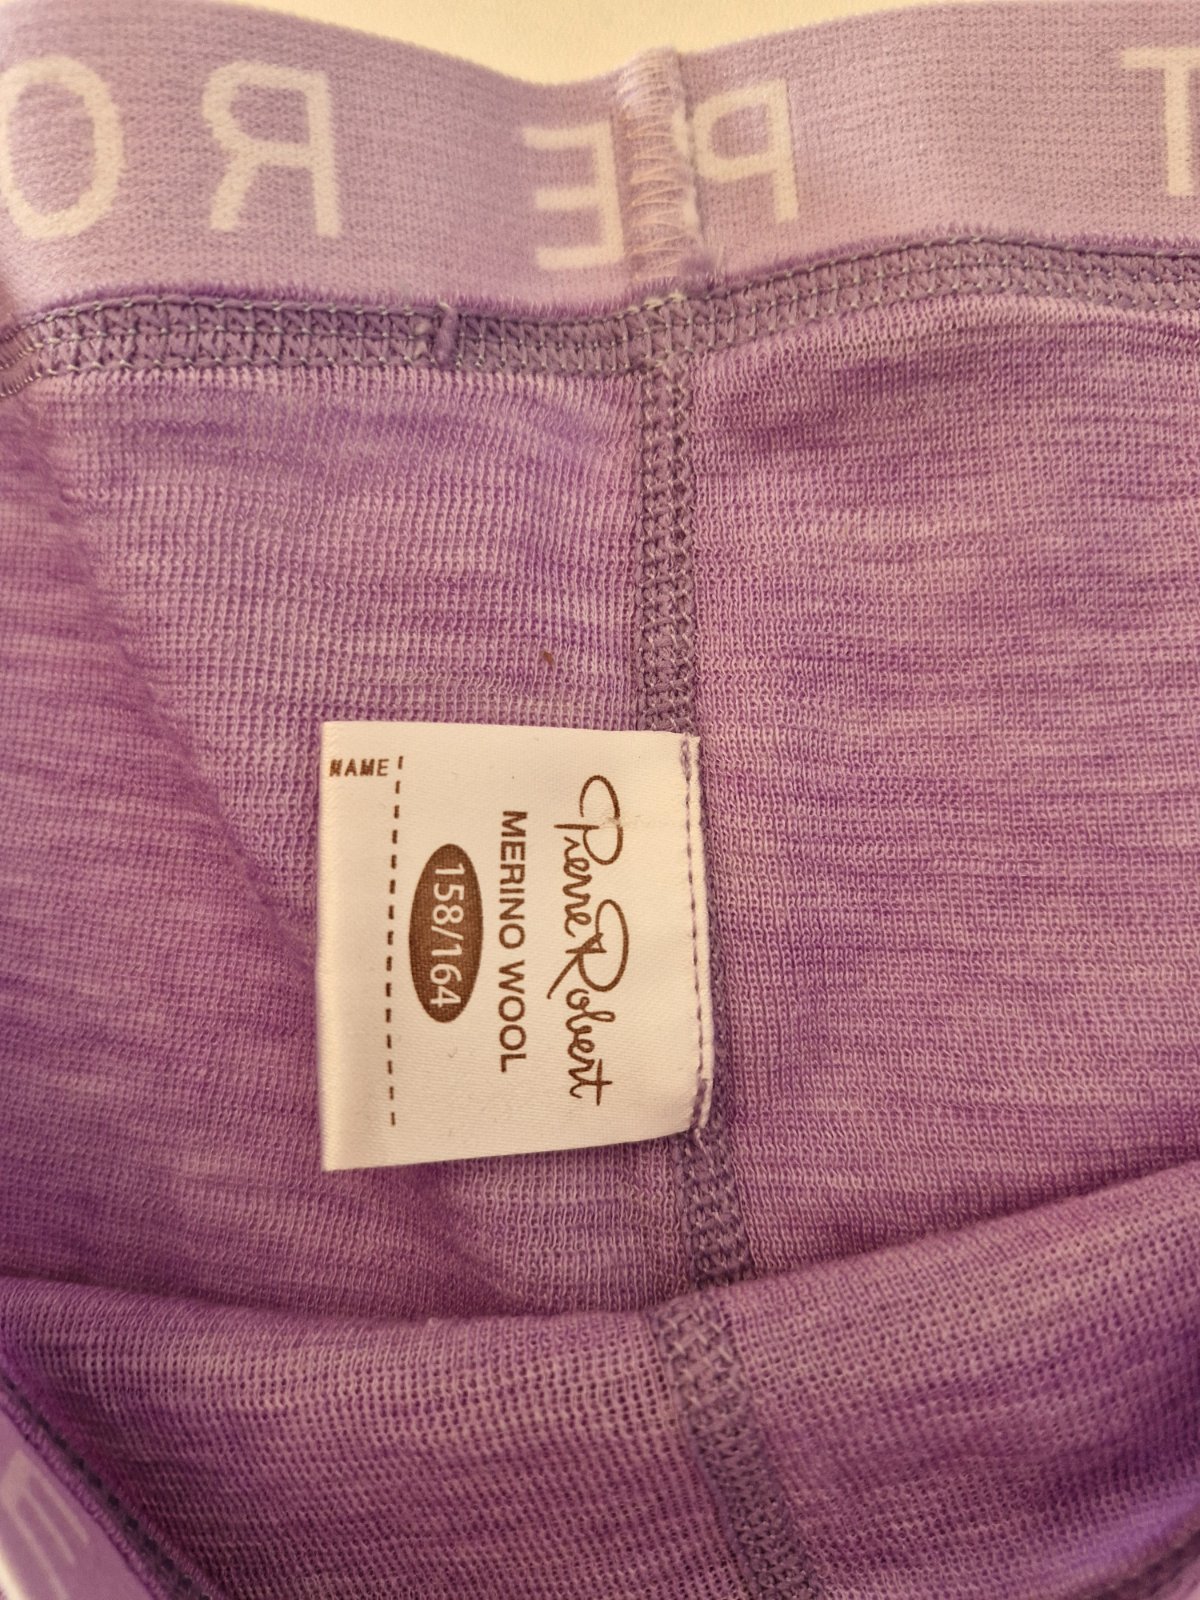 O R E P T
Pierre Robert
MERINO WOOL
158/164
NAME